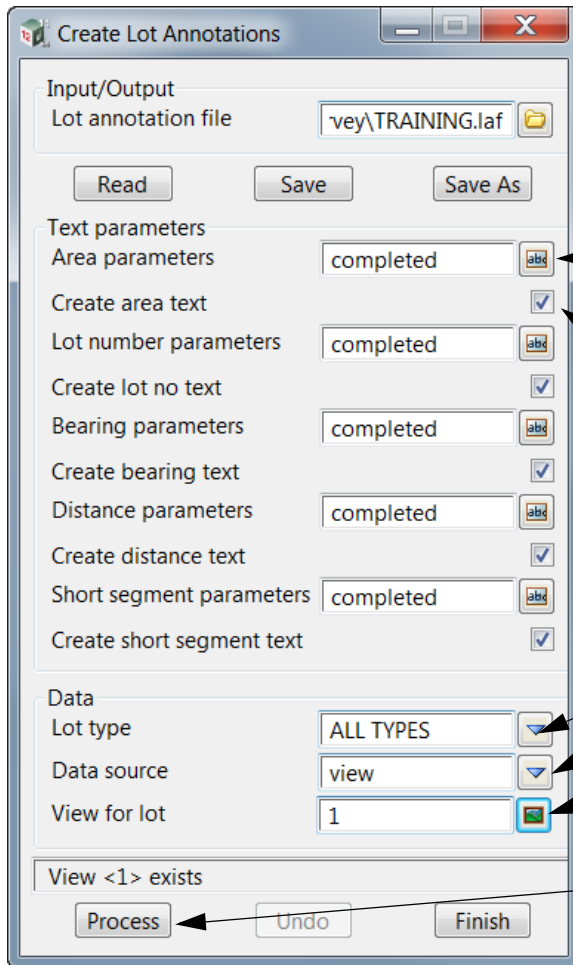 Create Lot Annotations
Input/Output
Lot annotation file vey\TRAINING.laf
Read Save Save As
Text parameters
Area parameters completed
Create area text
Lot number parameters completed
Create lot no text
Bearing parameters completed
Create bearing text
Distance parameters completed
Create distance text
Short segment parameters completed
Create short segment text
Data
Lot type ALL TYPES
Data source view
View for lot 1
View <1> exists
Process Undo Finish